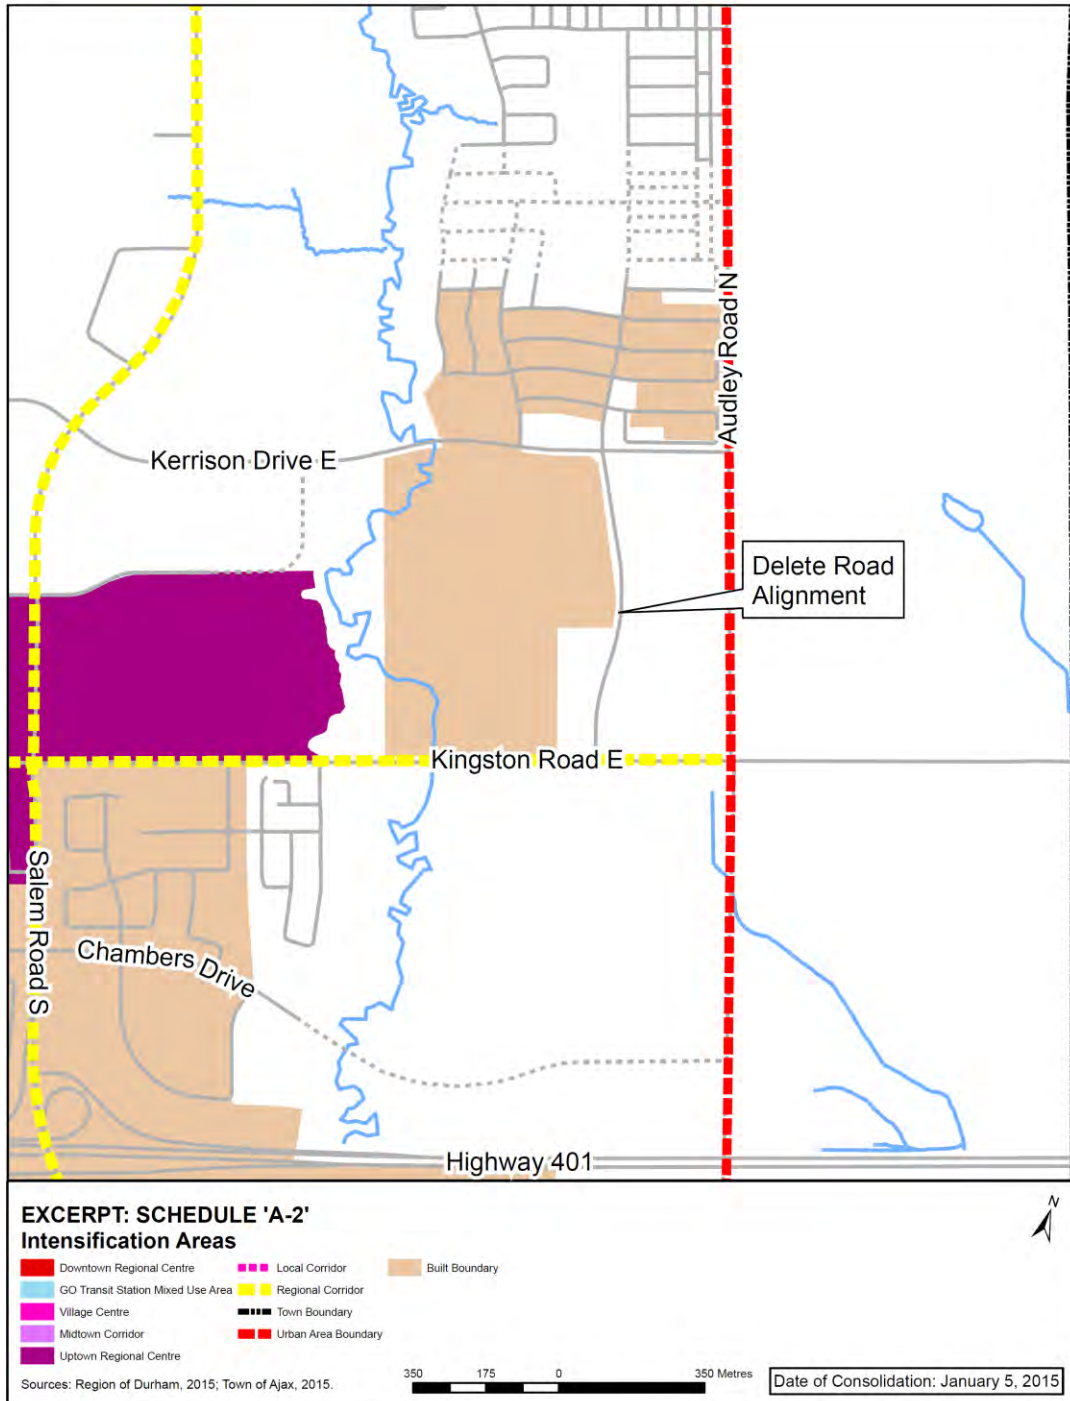 Audley Road N
Kerrison Drive E
Delete Road
Alignment
Kingston Road E
Salem Road S
Chambers Drive
Highway 401
EXCERPT: SCHEDULE 'A-2'
Intensification Areas
N
Downtown Regional Centre
GO Transit Station Mixed Use Area
Village Centre
Midtown Corridor
Uptown Regional Centre
Local Corridor
Regional Corridor
Town Boundary
Urban Area Boundary
Built Boundary
Sources: Region of Durham, 2015; Town of Ajax, 2015.
350 175 0 350 Metres
Date of Consolidation: January 5, 2015